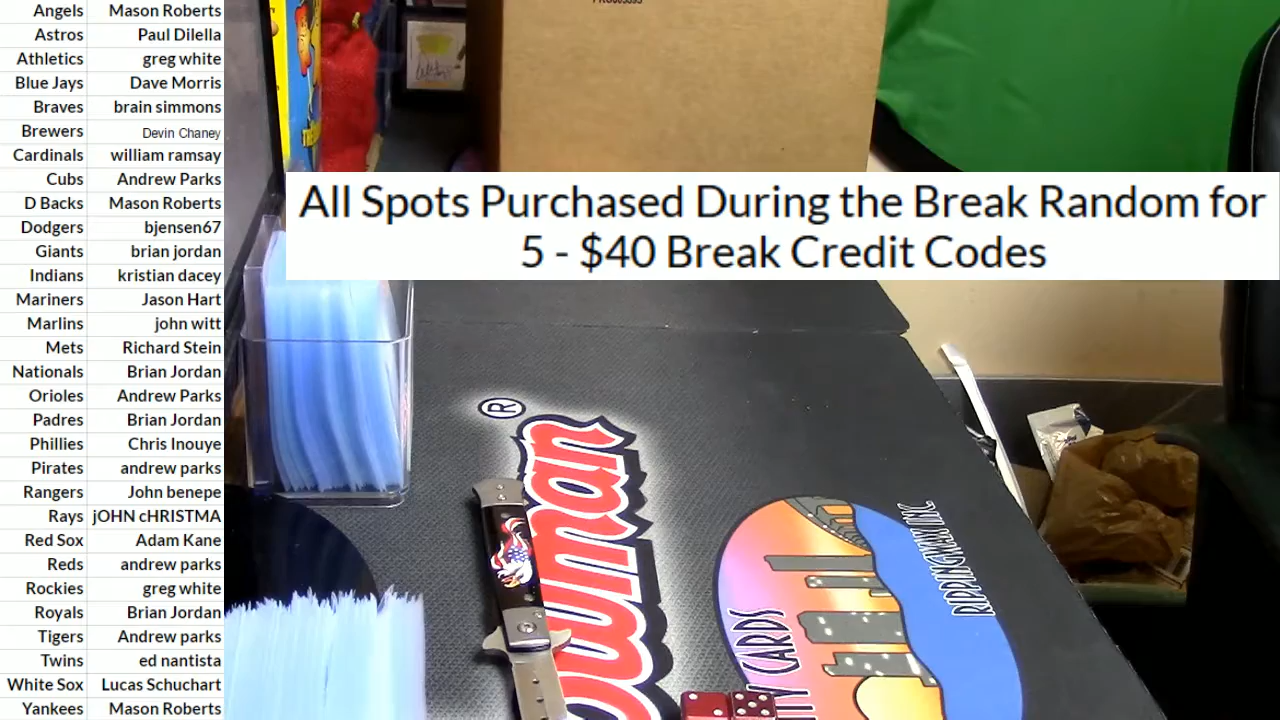 Angels Mason Roberts
Astros Paul Dilella
Athletics greg white
Blue Jays Dave Morris
Braves brain simmons
Brewers Devin Chaney
Cardinals william ramsay
Cubs Andrew Parks
D Backs Mason Roberts
Dodgers bjensen67
Giants brian jordan
Indians kristian dacey
Mariners Jason Hart
Marlins john witt
Mets Richard Stein
Nationals Brian Jordan
Orioles Andrew Parks
Padres Brian Jordan
Phillies Chris Inouye
Pirates andrew parks
Rangers John benepe
Rays jOHN cHRISTMA
Red Sox Adam Kane
Reds andrew parks
Rockies greg white
Royals Brian Jordan
Tigers Andrew parks
Twins ed nantista
White Sox Lucas Schuchart
Yankees Mason Roberts
All Spots Purchased During the Break Random for
5 - $40 Break Credit Codes
owman®
CARDS